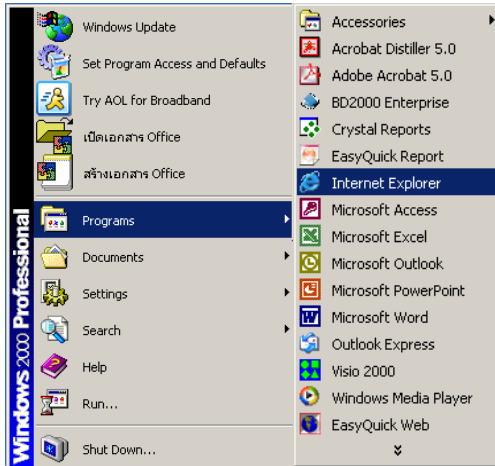 Windows 2000 Professional
Windows Update
Set Program Access and Defaults
Try AOL for Broadband
เปิดเอกสาร Office
สร้างเอกสาร Office
Programs
Documents
Settings
Search
Help
Run...
Shut Down...
Accessories
Acrobat Distiller 5.0
Adobe Acrobat 5.0
BD2000 Enterprise
Crystal Reports
EasyQuick Report
Internet Explorer
Microsoft Access
Microsoft Excel
Microsoft Outlook
Microsoft PowerPoint
Microsoft Word
Outlook Express
Visio 2000
Windows Media Player
EasyQuick Web